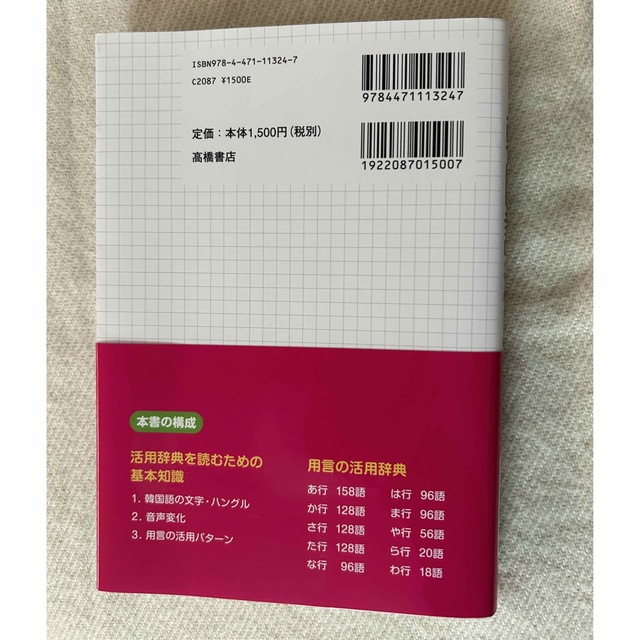 ISBN978-4-471-11324-7
C2087 ¥1500E
定価：本体1,500円（税別）
高橋書店
9784471113247
1922087015007
本書の構成
活用辞典を読むための
基本知識
1. 韓国語の文字・ハングル
2. 音声変化
3. 用言の活用パターン
用言の活用辞典
あ行 158語
か行 128語
さ行 128語
た行 128語
な行 96語
は行 96語
ま行 96語
や行 56語
ら行 20語
わ行 18語